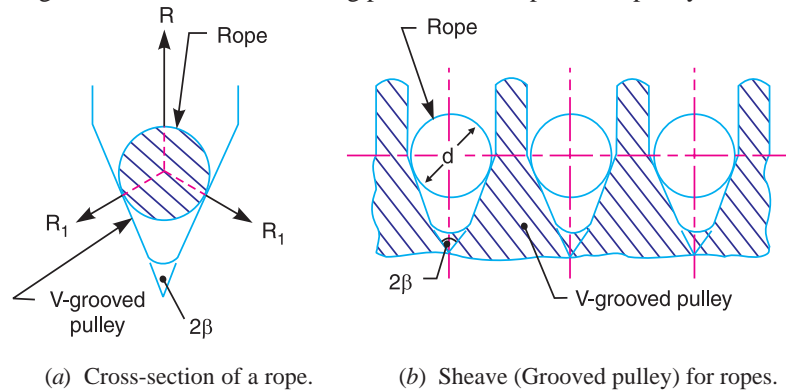 R
Rope
R1
R1
V-grooved
pulley
2β
(a) Cross-section of a rope.
Rope
d
2β
V-grooved pulley
(b) Sheave (Grooved pulley) for ropes.